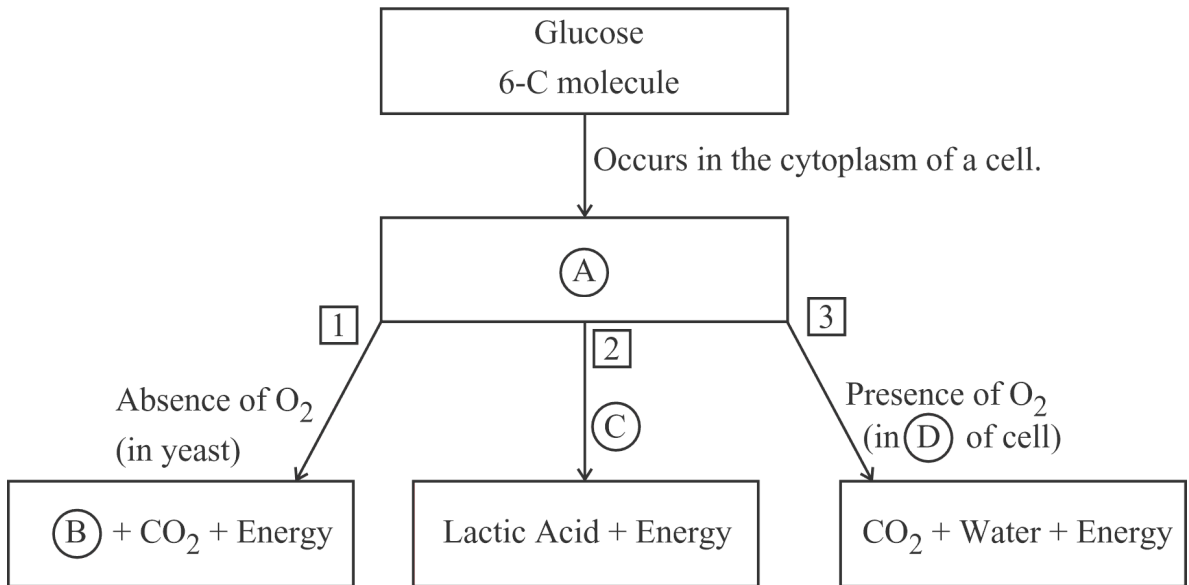 Glucose
6-C molecule
Occurs in the cytoplasm of a cell.
A
1
2
3
Absence of O₂
(in yeast)
C
Presence of O₂
(in D of cell)
B + CO₂ + Energy
Lactic Acid + Energy
CO₂ + Water + Energy